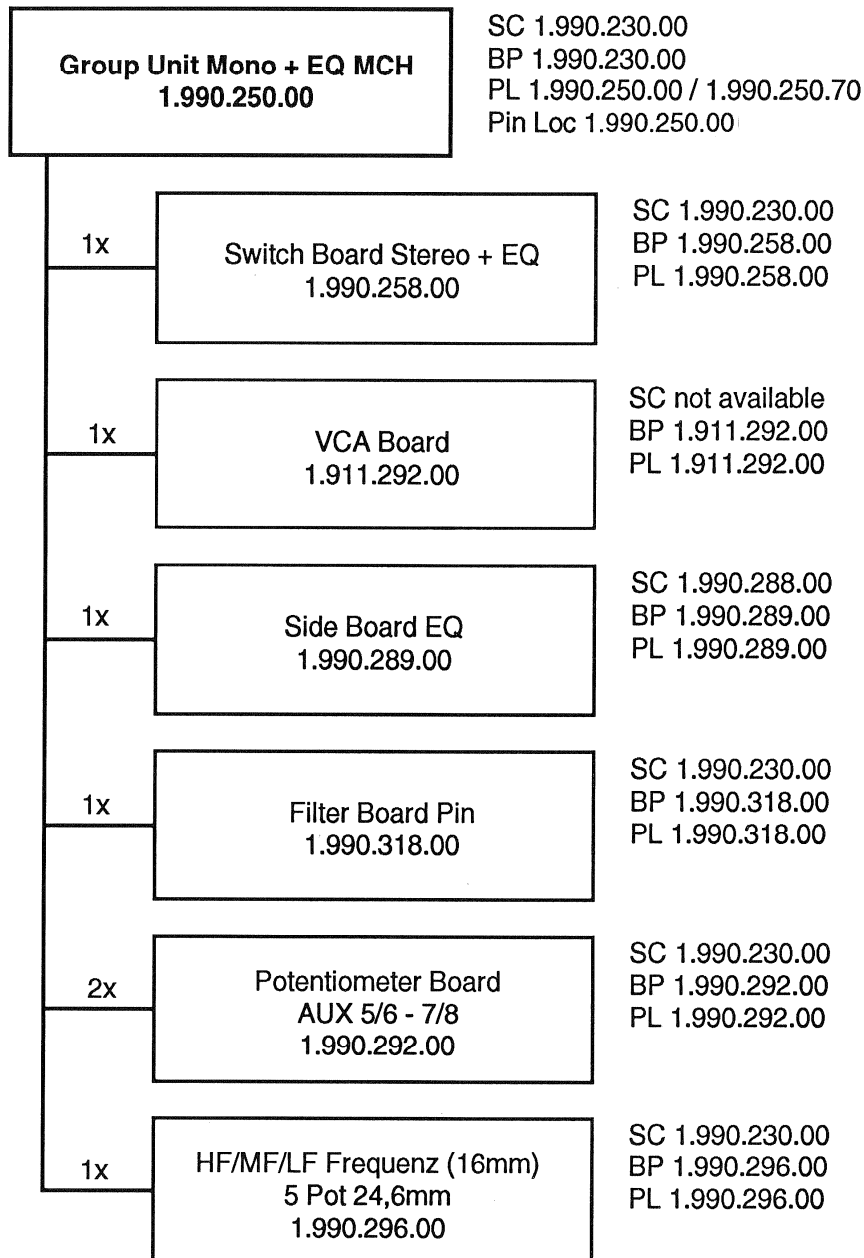 Group Unit Mono + EQ MCH
1.990.250.00
SC 1.990.230.00
BP 1.990.230.00
PL 1.990.250.00 / 1.990.250.70
Pin Loc 1.990.250.00
1x
Switch Board Stereo + EQ
1.990.258.00
SC 1.990.230.00
BP 1.990.258.00
PL 1.990.258.00
1x
VCA Board
1.911.292.00
SC not available
BP 1.911.292.00
PL 1.911.292.00
1x
Side Board EQ
1.990.289.00
SC 1.990.288.00
BP 1.990.289.00
PL 1.990.289.00
1x
Filter Board Pin
1.990.318.00
SC 1.990.230.00
BP 1.990.318.00
PL 1.990.318.00
2x
Potentiometer Board
AUX 5/6 - 7/8
1.990.292.00
SC 1.990.230.00
BP 1.990.292.00
PL 1.990.292.00
1x
HF/MF/LF Frequenz (16mm)
5 Pot 24,6mm
1.990.296.00
SC 1.990.230.00
BP 1.990.296.00
PL 1.990.296.00